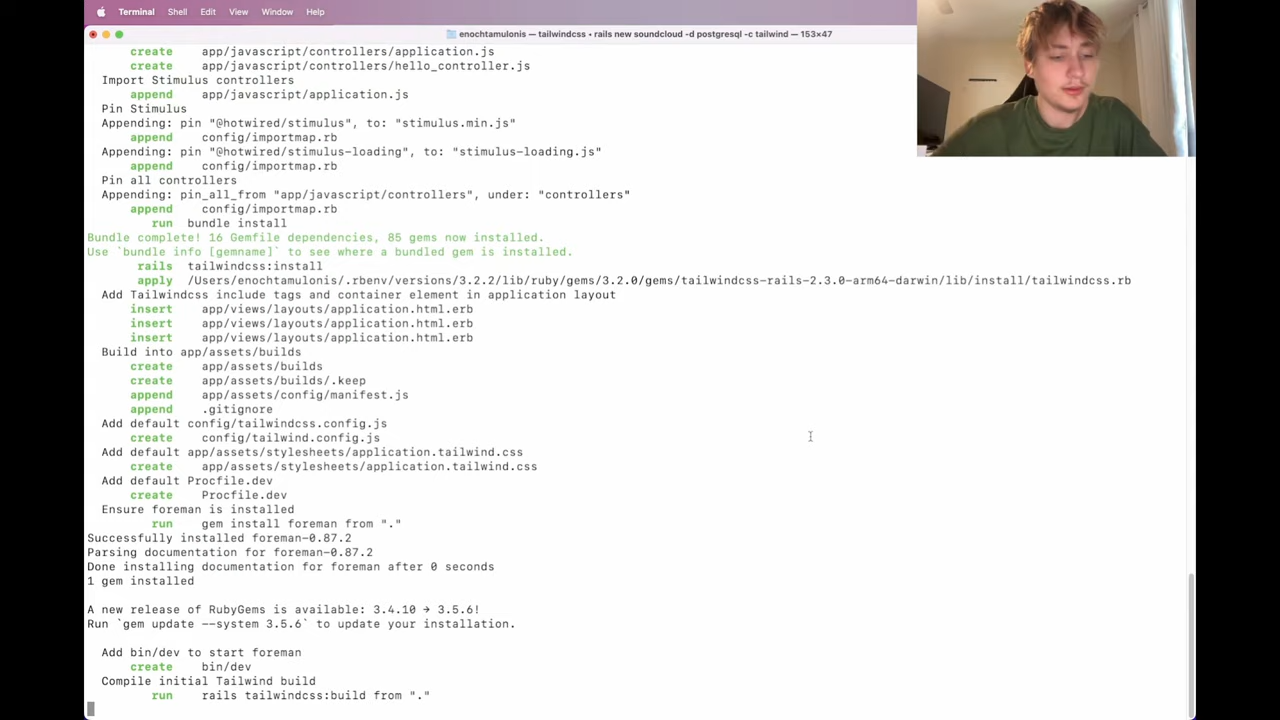 Terminal Shell Edit View Window Help
enochtamulonis — tailwindcss • rails new soundcloud -d postgresql -c tailwind — 153×47
create app/javascript/controllers/application.js
create app/javascript/controllers/hello_controller.js
Import Stimulus controllers
append app/javascript/application.js
Pin Stimulus
Appending: pin "@hotwired/stimulus", to: "stimulus.min.js"
append config/importmap.rb
Appending: pin "@hotwired/stimulus-loading", to: "stimulus-loading.js"
append config/importmap.rb
Pin all controllers
Appending: pin_all_from "app/javascript/controllers", under: "controllers"
append config/importmap.rb
run bundle install
Bundle complete! 16 Gemfile dependencies, 85 gems now installed.
Use `bundle info [gemname]` to see where a bundled gem is installed.
rails tailwindcss:install
apply /Users/enochtamulonis/.rbenv/versions/3.2.2/lib/ruby/gems/3.2.0/gems/tailwindcss-rails-2.3.0-arm64-darwin/lib/install/tailwindcss.rb
Add Tailwindcss include tags and container element in application layout
insert app/views/layouts/application.html.erb
insert app/views/layouts/application.html.erb
insert app/views/layouts/application.html.erb
Build into app/assets/builds
create app/assets/builds
create app/assets/builds/.keep
append app/assets/config/manifest.js
append .gitignore
Add default config/tailwindcss.config.js
create config/tailwind.config.js
Add default app/assets/stylesheets/application.tailwind.css
create app/assets/stylesheets/application.tailwind.css
Add default Procfile.dev
create Procfile.dev
Ensure foreman is installed
run gem install foreman from "."
Successfully installed foreman-0.87.2
Parsing documentation for foreman-0.87.2
Done installing documentation for foreman after 0 seconds
1 gem installed
A new release of RubyGems is available: 3.4.10 → 3.5.6!
Run `gem update --system 3.5.6` to update your installation.
Add bin/dev to start foreman
create bin/dev
Compile initial Tailwind build
run rails tailwindcss:build from "."